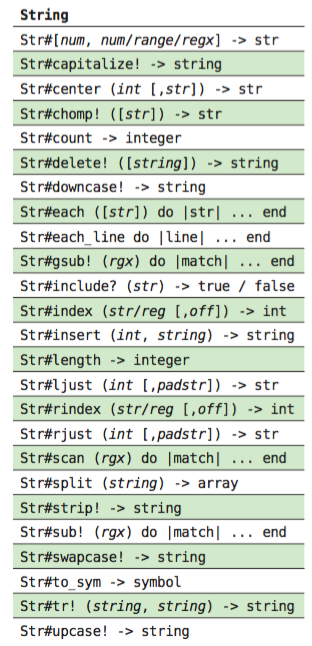 String
Str#[num, num/range/regx] -> str
Str#capitalize! -> string
Str#center (int [,str]) -> str
Str#chomp! ([str]) -> str
Str#count -> integer
Str#delete! ([string]) -> string
Str#downcase! -> string
Str#each ([str]) do |str| ... end
Str#each_line do |line| ... end
Str#gsub! (rgx) do |match| ... end
Str#include? (str) -> true / false
Str#index (str/reg [,off]) -> int
Str#insert (int, string) -> string
Str#length -> integer
Str#ljust (int [,padstr]) -> str
Str#rindex (str/reg [,off]) -> int
Str#rjust (int [,padstr]) -> str
Str#scan (rgx) do |match| ... end
Str#split (string) -> array
Str#strip! -> string
Str#sub! (rgx) do |match| ... end
Str#swapcase! -> string
Str#to_sym -> symbol
Str#tr! (string, string) -> string
Str#upcase! -> string